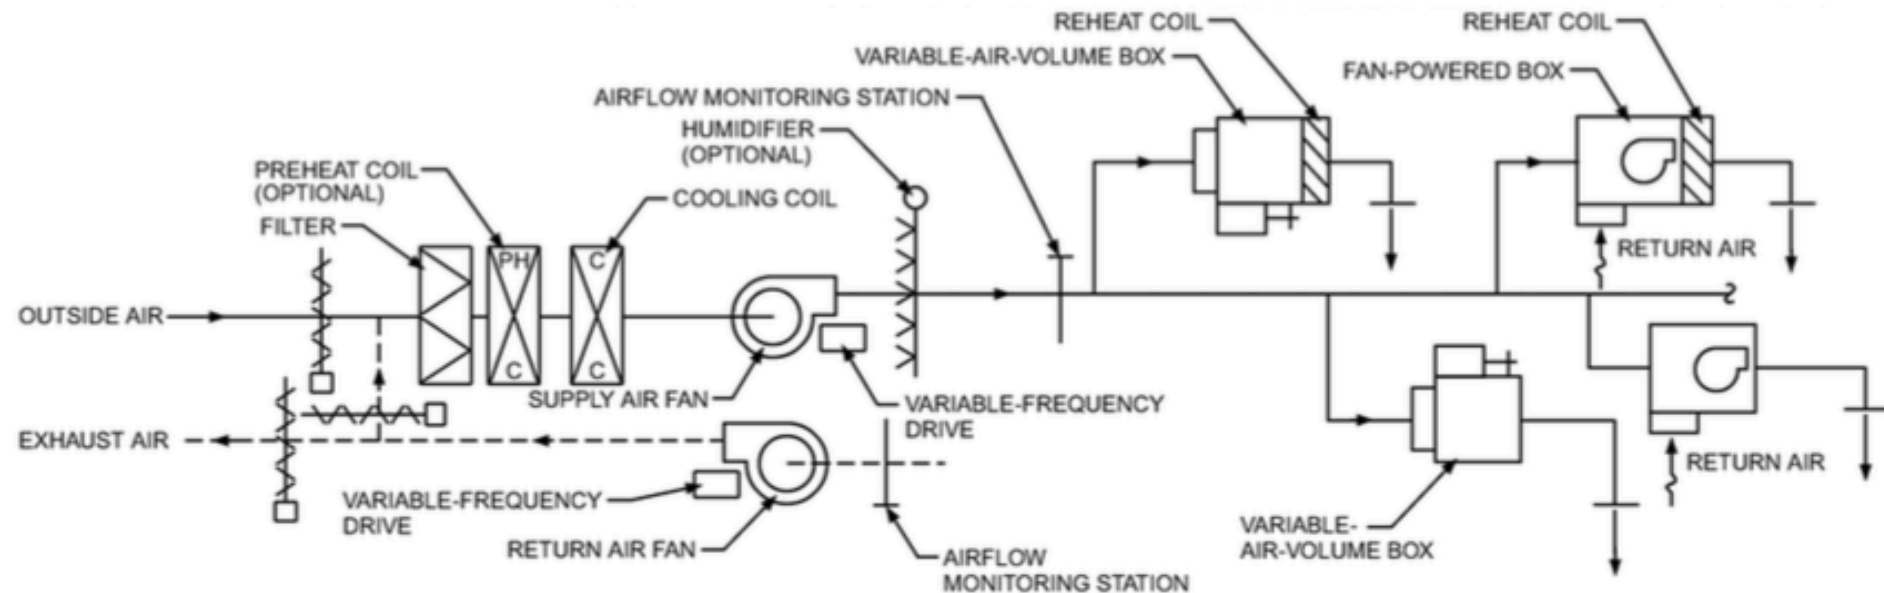 REHEAT COIL
REHEAT COIL
VARIABLE-AIR-VOLUME BOX
FAN-POWERED BOX
AIRFLOW MONITORING STATION
HUMIDIFIER
(OPTIONAL)
PREHEAT COIL
(OPTIONAL)
COOLING COIL
FILTER
RETURN AIR
PH
C
OUTSIDE AIR
C
C
SUPPLY AIR FAN
VARIABLE-FREQUENCY
DRIVE
EXHAUST AIR
RETURN AIR
VARIABLE-FREQUENCY
DRIVE
VARIABLE-
AIR-VOLUME BOX
RETURN AIR FAN
AIRFLOW
MONITORING STATION